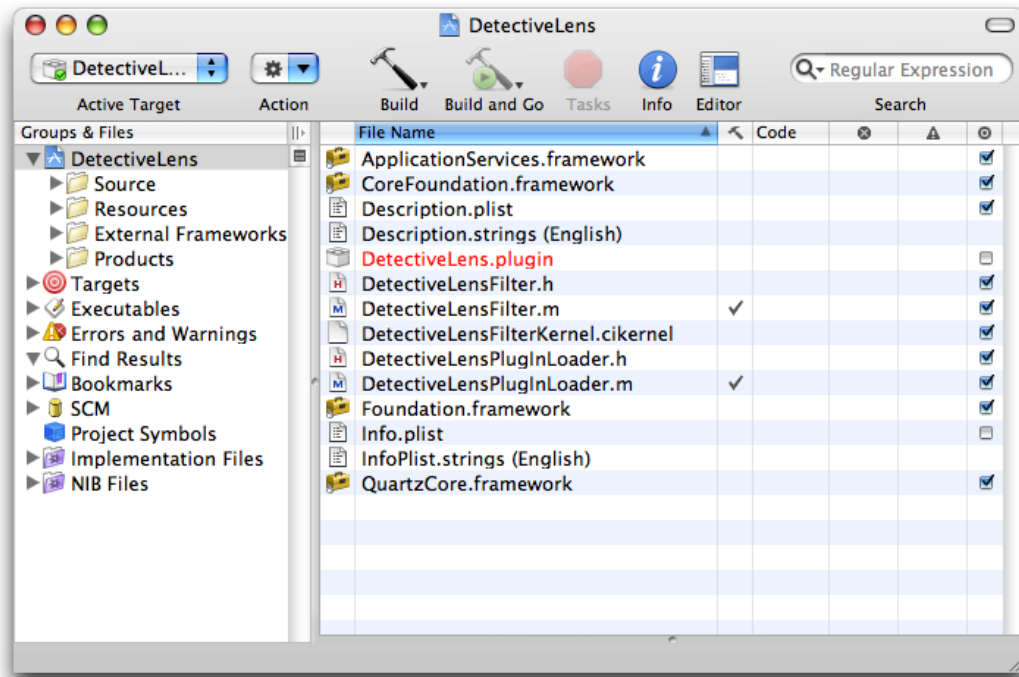 DetectiveLens
DetectiveL...
Regular Expression
Active Target
Action
Build
Build and Go
Tasks
Info
Editor
Search
Groups & Files
File Name
Code
DetectiveLens
Source
Resources
External Frameworks
Products
Targets
Executables
Errors and Warnings
Find Results
Bookmarks
SCM
Project Symbols
Implementation Files
NIB Files
ApplicationServices.framework
CoreFoundation.framework
Description.plist
Description.strings (English)
DetectiveLens.plugin
DetectiveLensFilter.h
DetectiveLensFilter.m
DetectiveLensFilterKernel.cikernel
DetectiveLensPlugInLoader.h
DetectiveLensPlugInLoader.m
Foundation.framework
Info.plist
InfoPlist.strings (English)
QuartzCore.framework